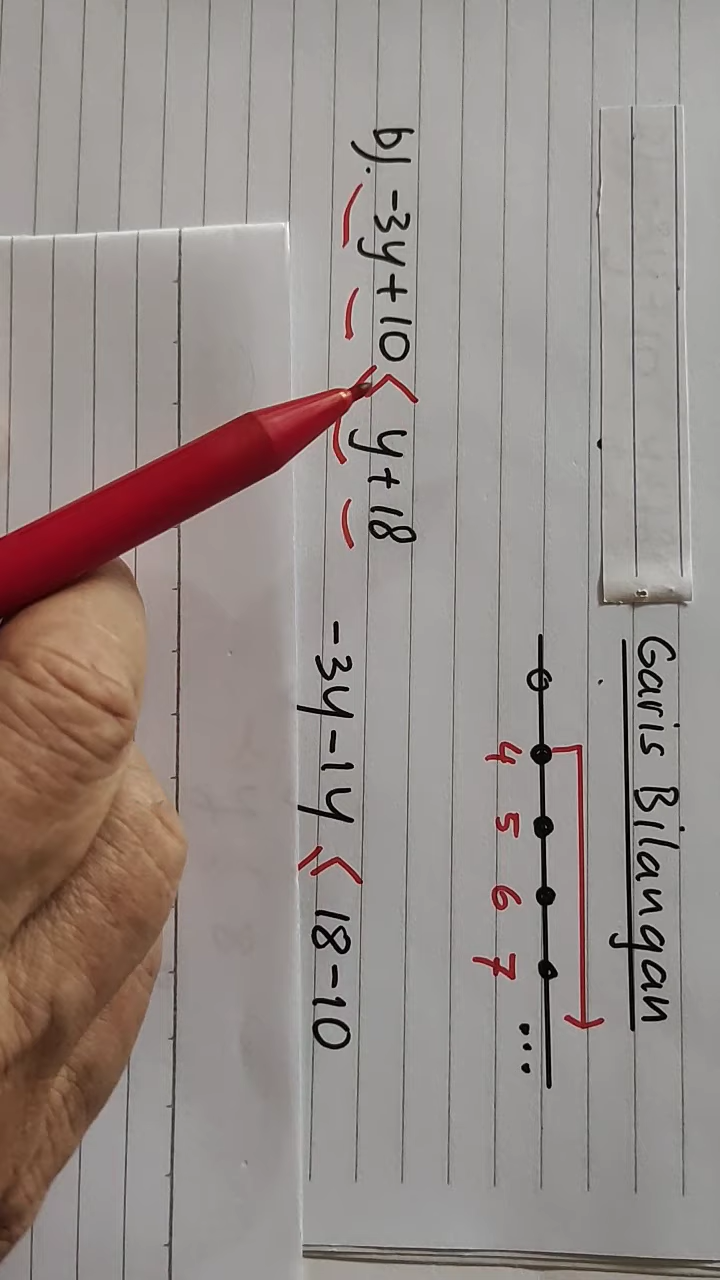 Garis Bilangan
4 5 6 7 ...
b). -3y+10 ≤ y+18
-3y-1y ≤ 18-10